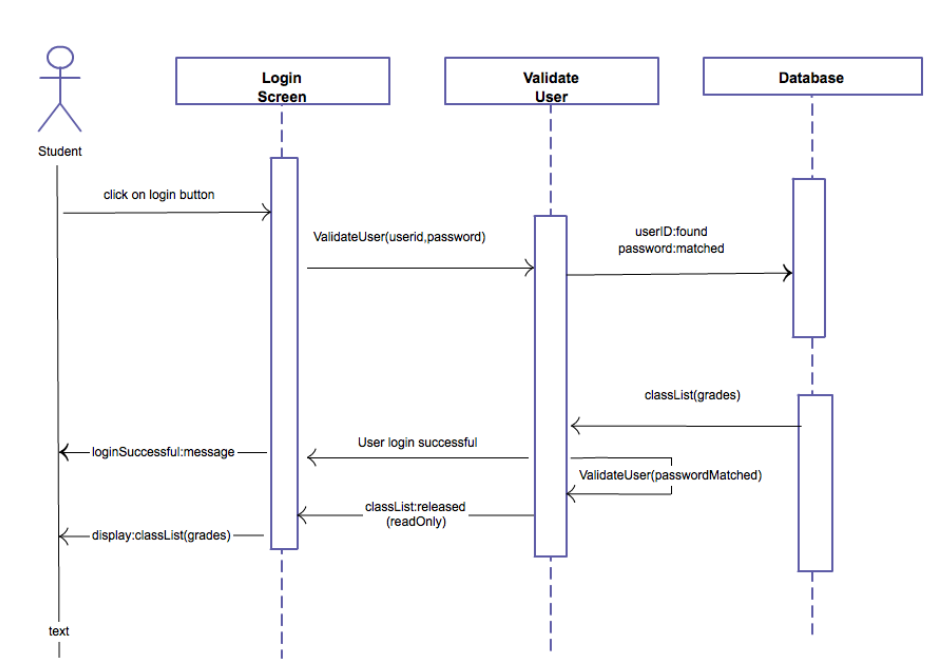 Login
Screen
Validate
User
Database
Student
click on login button
ValidateUser(userid,password)
userID:found
password:matched
classList(grades)
User login successful
loginSuccessful:message
ValidateUser(passwordMatched)
classList:released
(readOnly)
display:classList(grades)
text